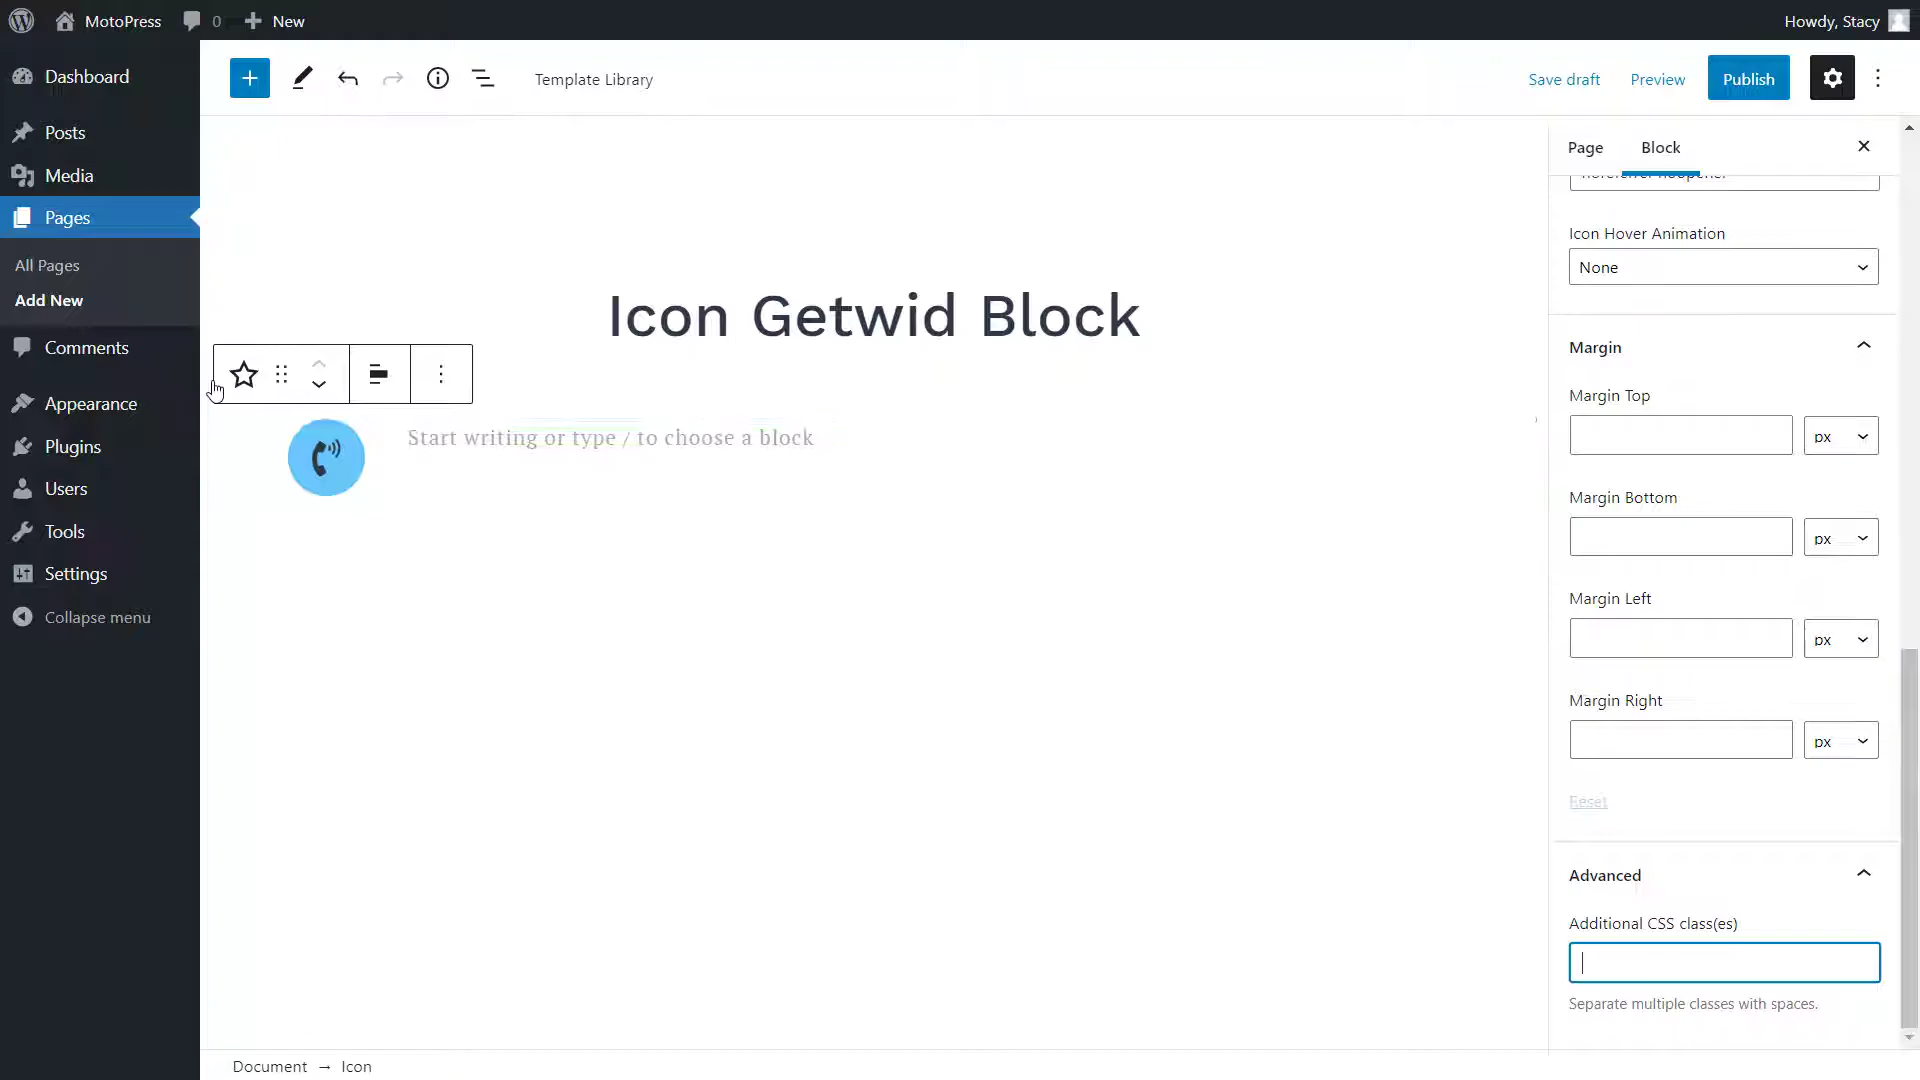 MotoPress
0
New
Howdy, Stacy
Dashboard
Posts
Media
Pages
All Pages
Add New
Comments
Appearance
Plugins
Users
Tools
Settings
Collapse menu
Template Library
Save draft
Preview
Publish
Icon Getwid Block
Start writing or type / to choose a block
Page
Block
Icon Hover Animation
None
Margin
Margin Top
px
Margin Bottom
px
Margin Left
px
Margin Right
px
Reset
Advanced
Additional CSS class(es)
Separate multiple classes with spaces.
Document → Icon